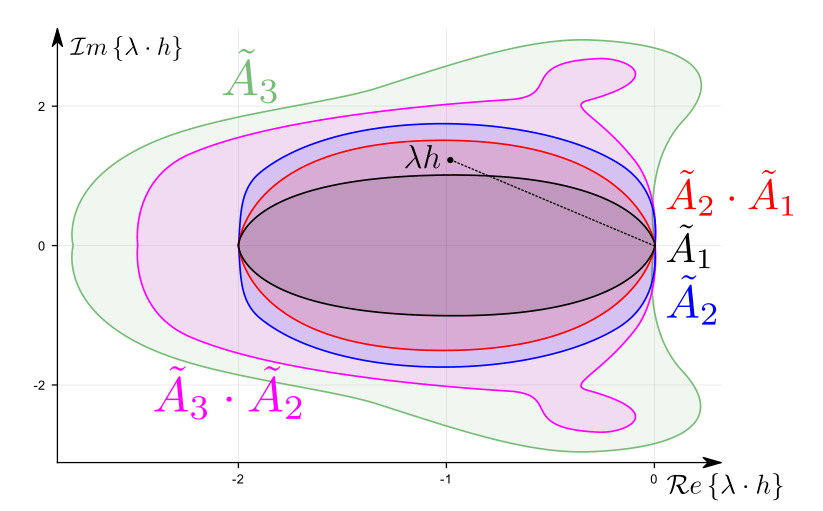 ℐm {λ · h}
Ã₃
2
λh
Ã₂ · Ã₁
0
Ã₁
Ã₂
-2
Ã₃ · Ã₂
-2 -1 0
ℛe {λ · h}